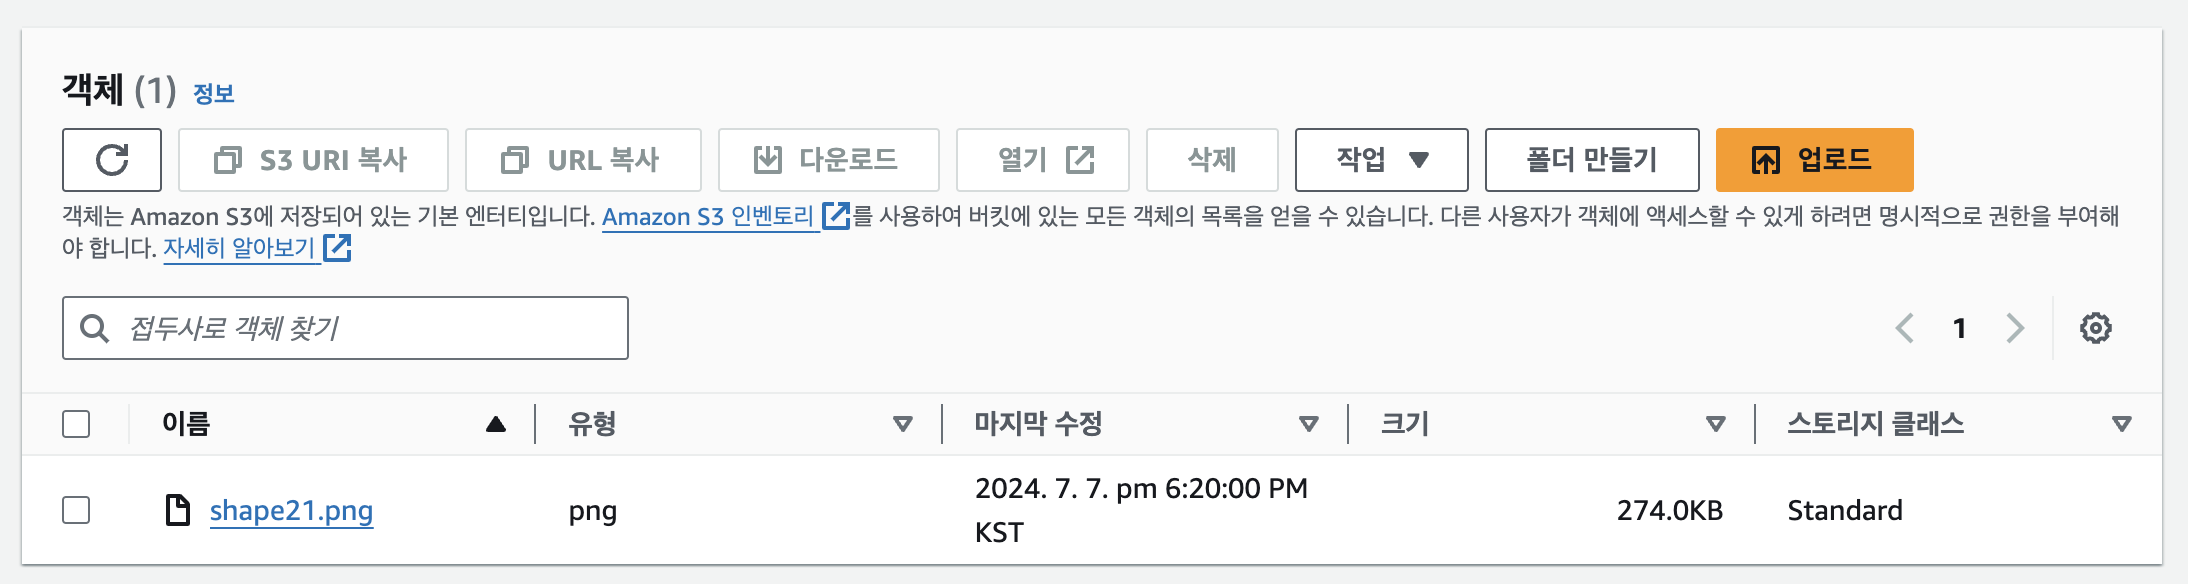 객체 (1) 정보
S3 URI 복사 URL 복사 다운로드 열기 삭제 작업 폴더 만들기 업로드
객체는 Amazon S3에 저장되어 있는 기본 엔터티입니다. Amazon S3 인벤토리를 사용하여 버킷에 있는 모든 객체의 목록을 얻을 수 있습니다. 다른 사용자가 객체에 액세스할 수 있게 하려면 명시적으로 권한을 부여해
야 합니다. 자세히 알아보기
접두사로 객체 찾기 1
이름 유형 마지막 수정 크기 스토리지 클래스
shape21.png png 2024. 7. 7. pm 6:20:00 PM 274.0KB Standard
KST